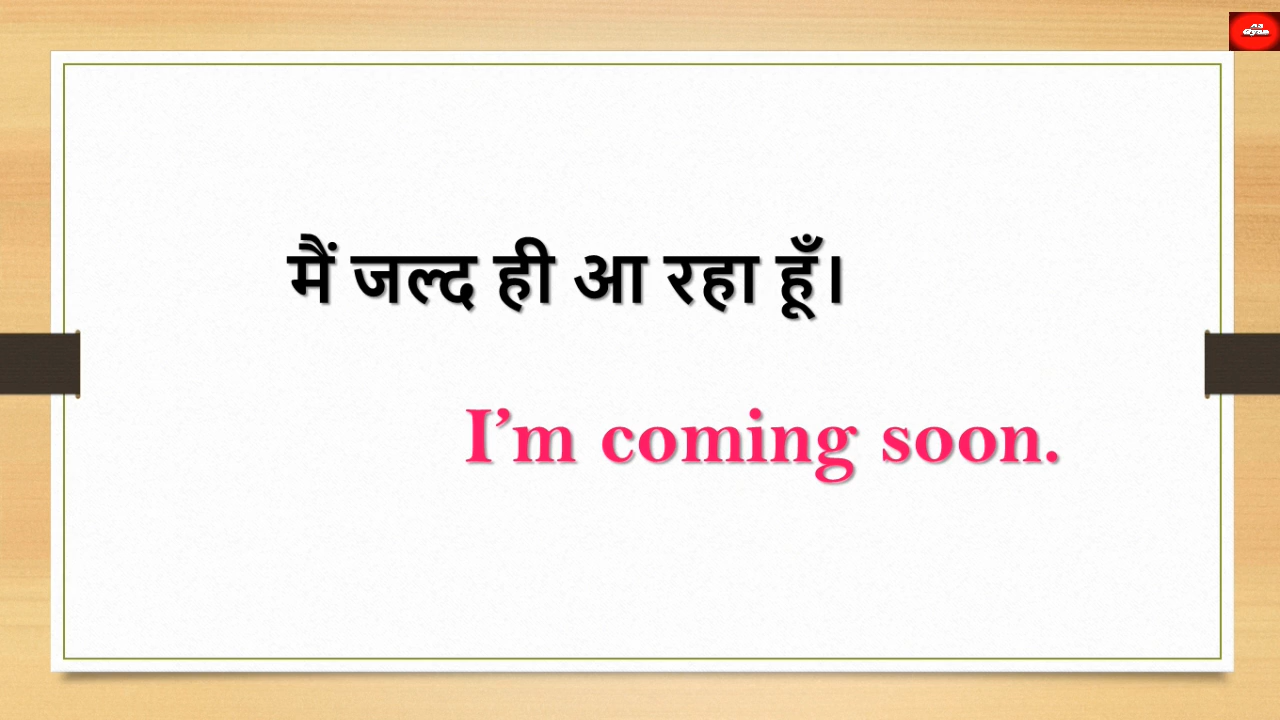 मैं जल्द ही आ रहा हूँ।
I’m coming soon.